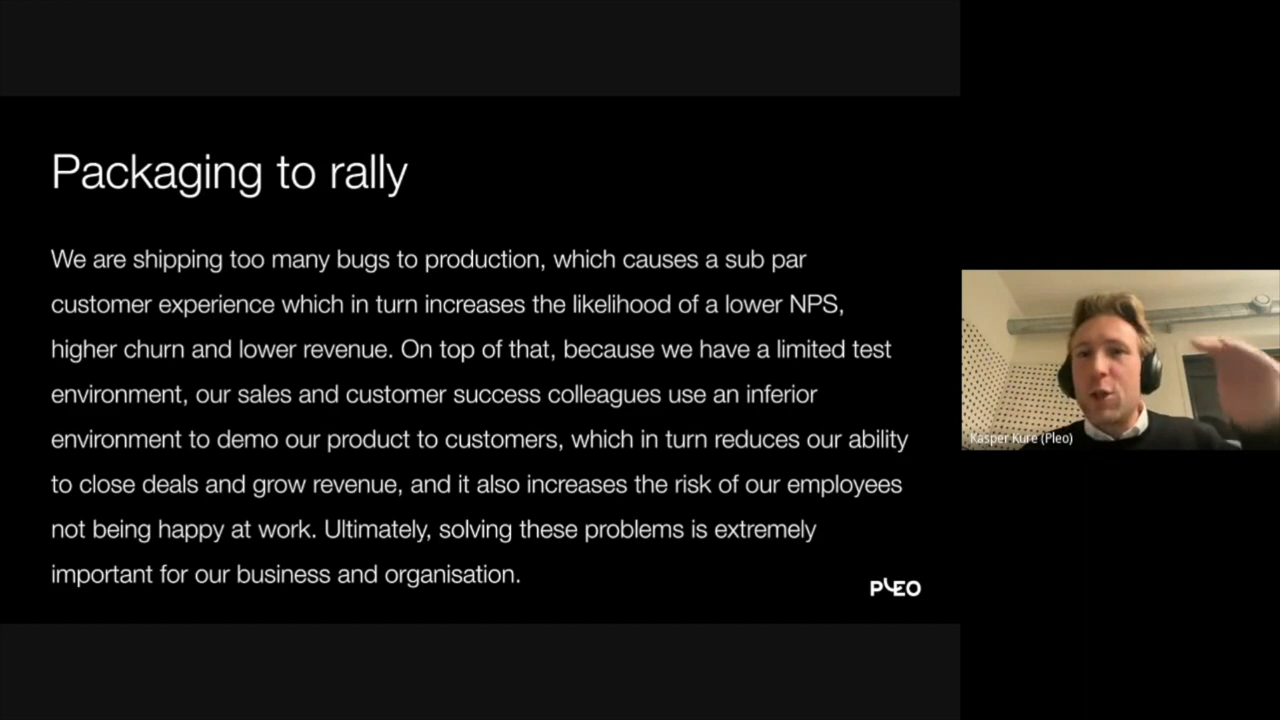 Packaging to rally
We are shipping too many bugs to production, which causes a sub par
customer experience which in turn increases the likelihood of a lower NPS,
higher churn and lower revenue. On top of that, because we have a limited test
environment, our sales and customer success colleagues use an inferior
environment to demo our product to customers, which in turn reduces our ability
to close deals and grow revenue, and it also increases the risk of our employees
not being happy at work. Ultimately, solving these problems is extremely
important for our business and organisation.
PLEO
Kasper Kure (Pleo)